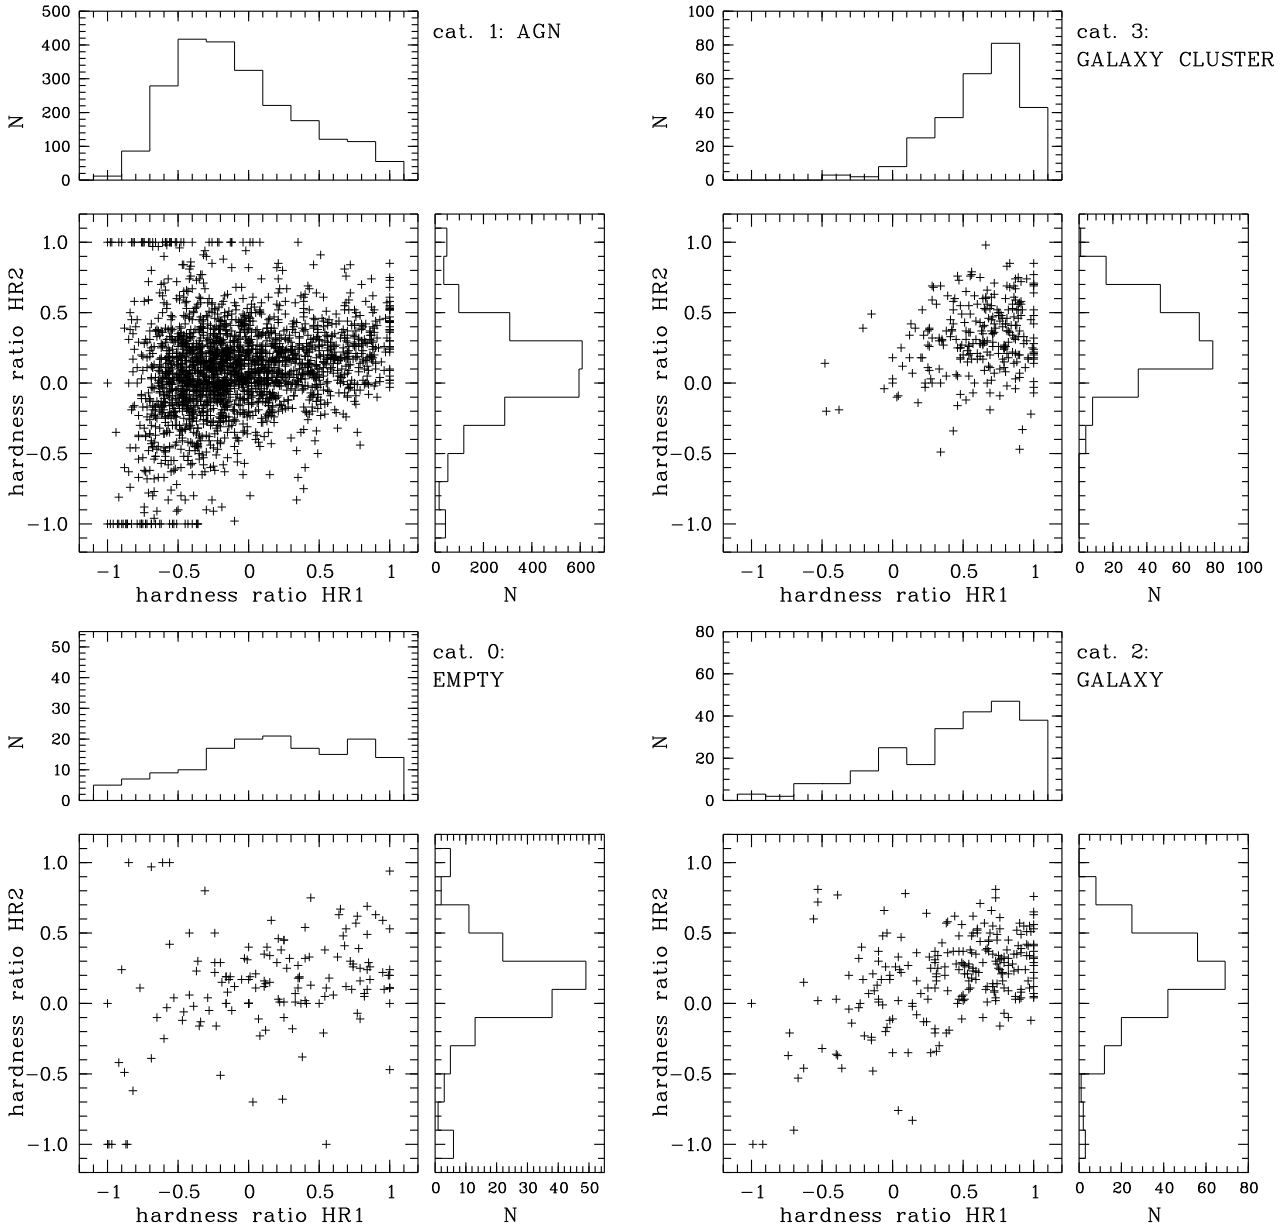 cat. 1: AGN
500
400
300
200
100
0
N
1.0
0.5
0.0
−0.5
−1.0
hardness ratio HR2
−1 −0.5 0 0.5 1
hardness ratio HR1
0 200 400 600
N
cat. 3:
GALAXY CLUSTER
100
80
60
40
20
0
N
1.0
0.5
0.0
−0.5
−1.0
hardness ratio HR2
−1 −0.5 0 0.5 1
hardness ratio HR1
0 20 40 60 80 100
N
cat. 0:
EMPTY
50
40
30
20
10
0
N
1.0
0.5
0.0
−0.5
−1.0
hardness ratio HR2
−1 −0.5 0 0.5 1
hardness ratio HR1
0 10 20 30 40 50
N
cat. 2:
GALAXY
80
60
40
20
0
N
1.0
0.5
0.0
−0.5
−1.0
hardness ratio HR2
−1 −0.5 0 0.5 1
hardness ratio HR1
0 20 40 60 80
N